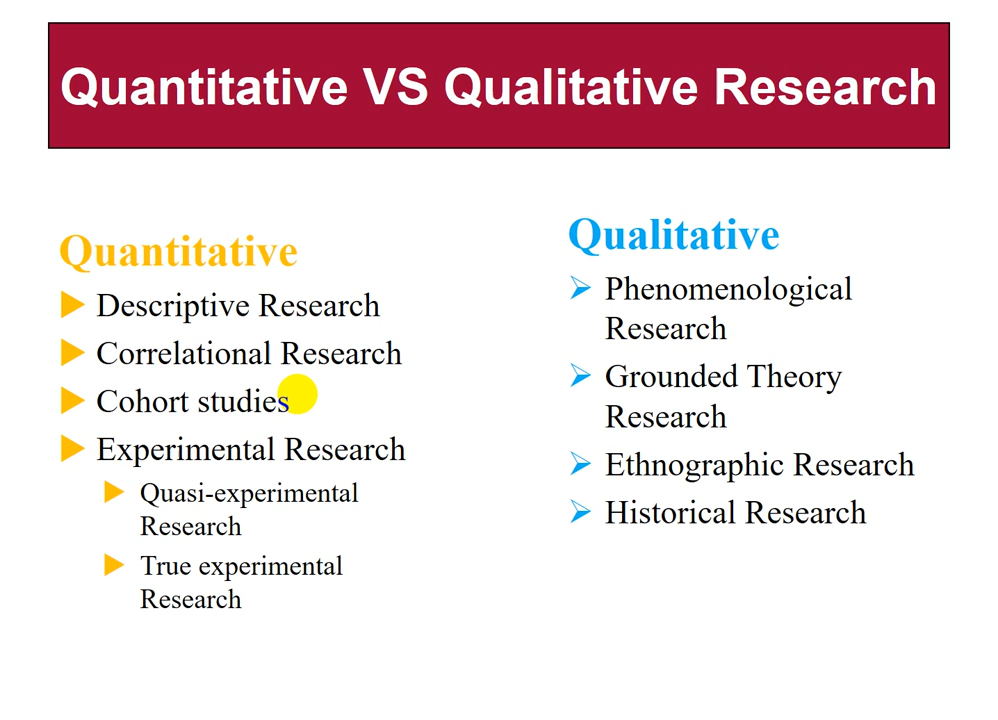 Quantitative VS Qualitative Research
Quantitative
Descriptive Research
Correlational Research
Cohort studies
Experimental Research
Quasi-experimental
Research
True experimental
Research
Qualitative
Phenomenological
Research
Grounded Theory
Research
Ethnographic Research
Historical Research